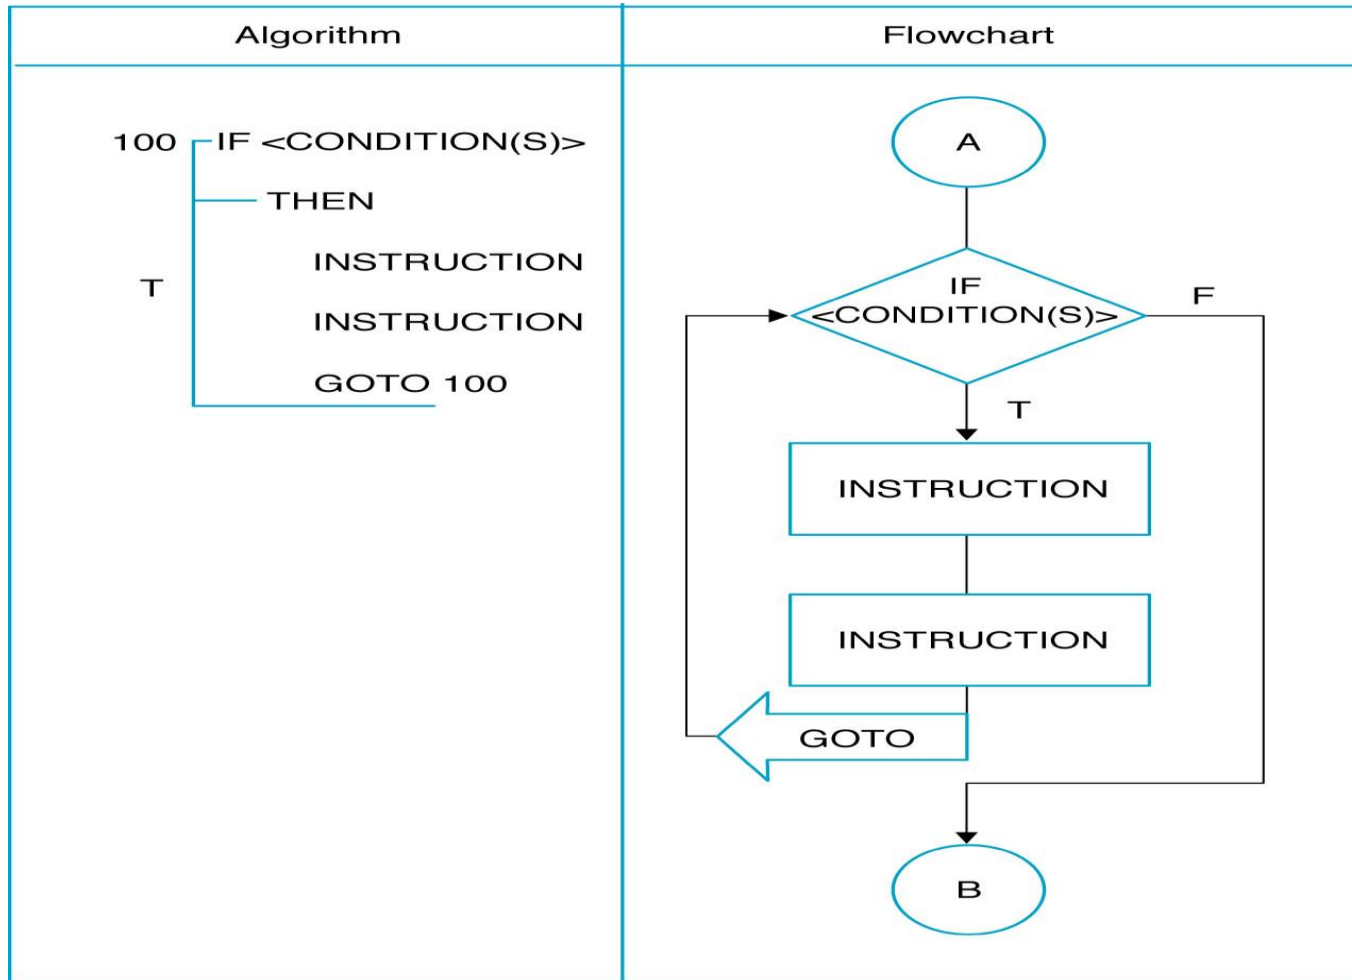 Algorithm
100 IF <CONDITION(S)>
THEN
INSTRUCTION
T
INSTRUCTION
GOTO 100
Flowchart
A
IF
<CONDITION(S)>
F
T
INSTRUCTION
INSTRUCTION
GOTO
B